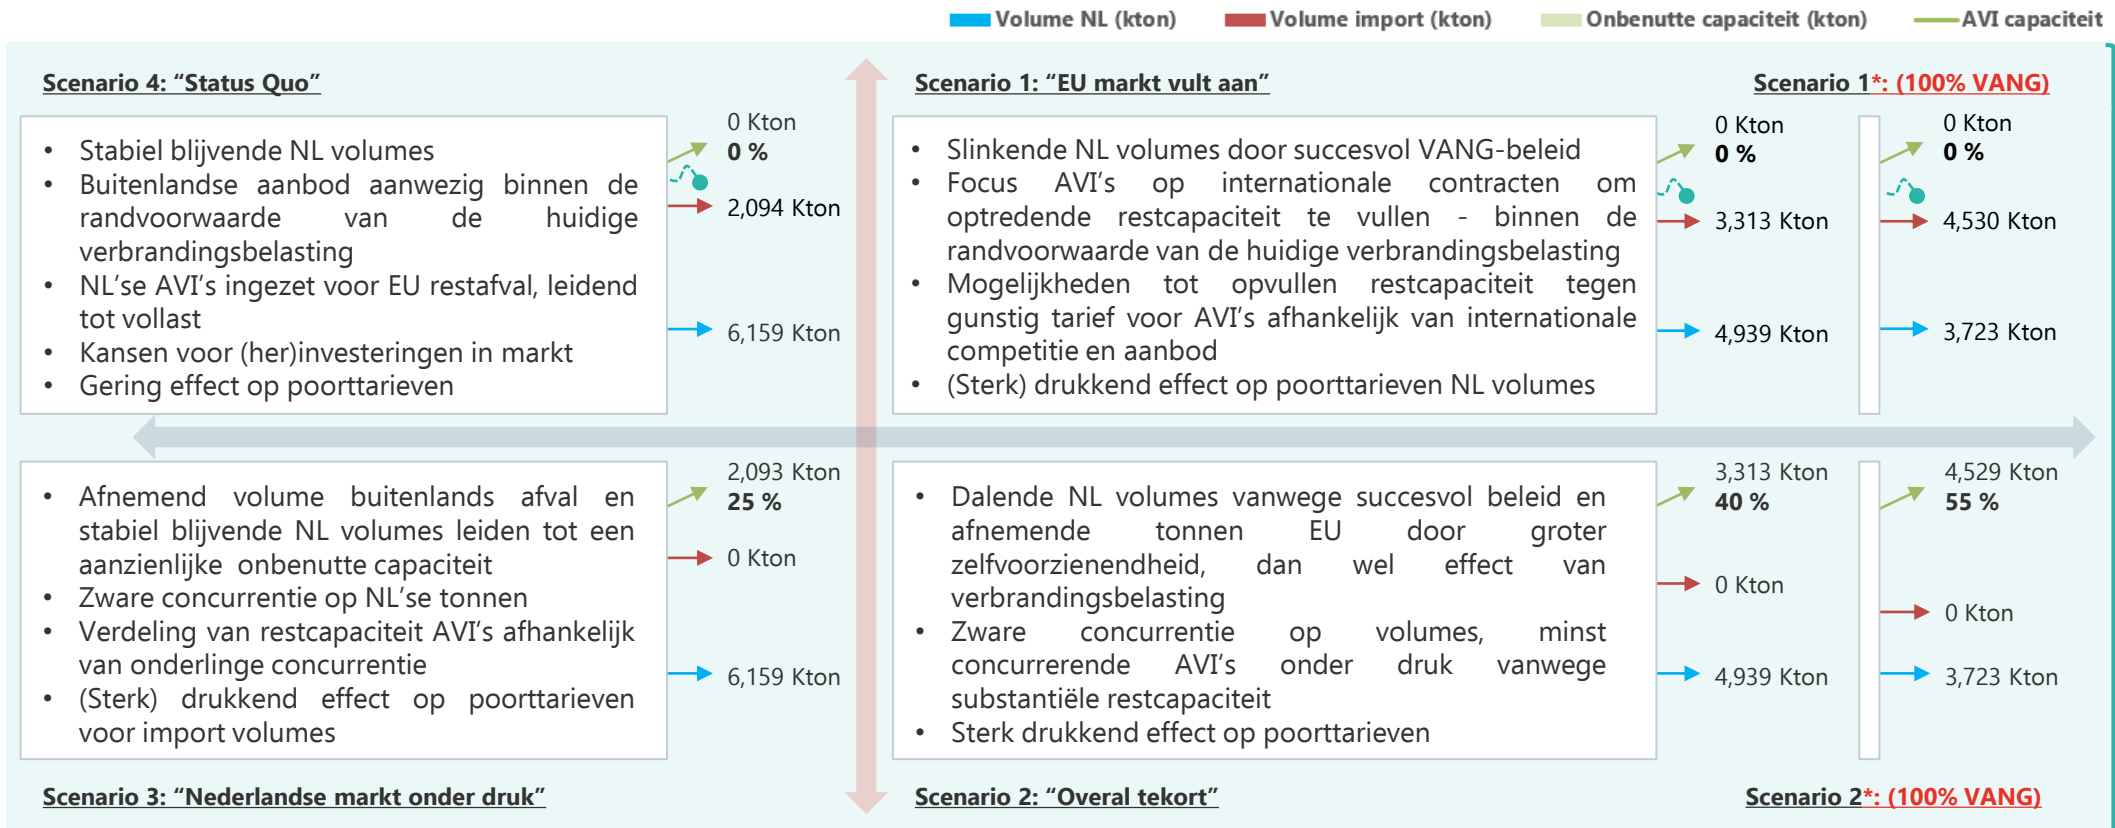 Volume NL (kton) Volume import (kton) Onbenutte capaciteit (kton) AVI capaciteit
Scenario 4: “Status Quo”
• Stabiel blijvende NL volumes
• Buitenlandse aanbod aanwezig binnen de
randvoorwaarde van de huidige
verbrandingsbelasting
• NL’se AVI’s ingezet voor EU restafval, leidend
tot vollast
• Kansen voor (her)investeringen in markt
• Gering effect op poorttarieven
0 Kton
0 %
2,094 Kton
6,159 Kton
Scenario 1: “EU markt vult aan”
• Slinkende NL volumes door succesvol VANG-beleid
• Focus AVI’s op internationale contracten om
optredende restcapaciteit te vullen - binnen de
randvoorwaarde van de huidige verbrandingsbelasting
• Mogelijkheden tot opvullen restcapaciteit tegen
gunstig tarief voor AVI’s afhankelijk van internationale
competitie en aanbod
• (Sterk) drukkend effect op poorttarieven NL volumes
0 Kton
0 %
3,313 Kton
4,939 Kton
Scenario 1*: (100% VANG)
0 Kton
0 %
4,530 Kton
3,723 Kton
• Afnemend volume buitenlands afval en
stabiel blijvende NL volumes leiden tot een
aanzienlijke onbenutte capaciteit
• Zware concurrentie op NL’se tonnen
• Verdeling van restcapaciteit AVI’s afhankelijk
van onderlinge concurrentie
• (Sterk) drukkend effect op poorttarieven
voor import volumes
2,093 Kton
25 %
0 Kton
6,159 Kton
Scenario 3: “Nederlandse markt onder druk”
• Dalende NL volumes vanwege succesvol beleid en
afnemende tonnen EU door groter
zelfvoorzienendheid, dan wel effect van
verbrandingsbelasting
• Zware concurrentie op volumes, minst
concurrerende AVI’s onder druk vanwege
substantiële restcapaciteit
• Sterk drukkend effect op poorttarieven
3,313 Kton
40 %
0 Kton
4,939 Kton
Scenario 2: “Overal tekort”
4,529 Kton
55 %
0 Kton
3,723 Kton
Scenario 2*: (100% VANG)